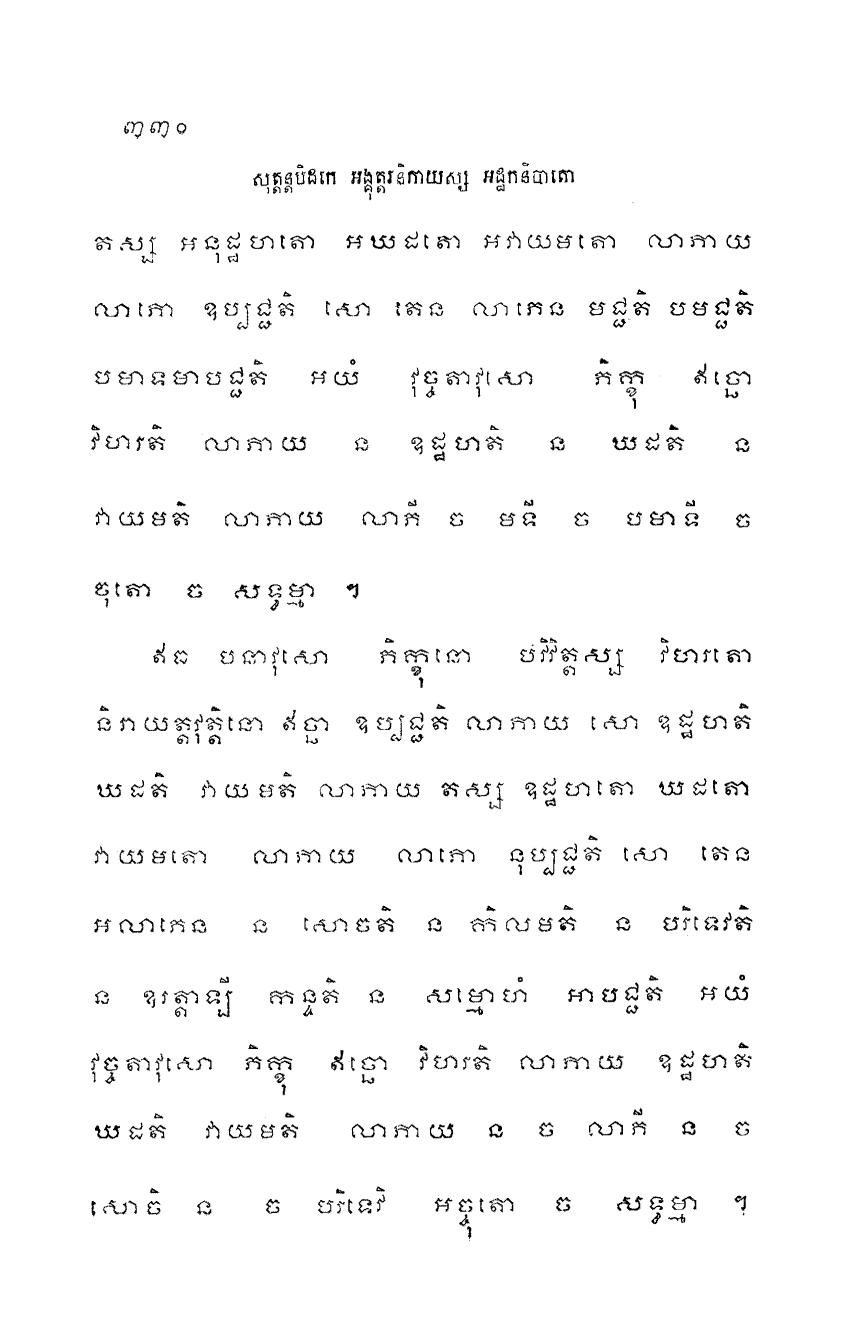 ៣៣០
សុត្តន្តបិដកេ អង្គុត្តរនិកាយស្ស អដ្ឋកនិបាតោ
តស្ស អនុដ្ឋហតោ អឃដតោ អវាយមតោ លាភាយ
លាភោ ឧប្បជ្ជតិ សោ តេន លាភេន មជ្ជតិ បមជ្ជតិ
បមាទមាបជ្ជតិ អយំ វុច្ចតាវុសោ ភិក្ខុ ឥច្ឆោ
វិហរតិ លាភាយ ន ឧដ្ឋហតិ ន ឃដតិ ន
វាយមតិ លាភាយ លាភី ច មទី ច បមាទី ច
ចុតោ ច សទ្ធម្មា ៗ
ឥធ បនាវុសោ ភិក្ខុនោ បវិវិត្តស្ស វិហរតោ
និរាយត្តវុត្តិនោ ឥច្ឆា ឧប្បជ្ជតិ លាភាយ សោ ឧដ្ឋហតិ
ឃដតិ វាយមតិ លាភាយ តស្ស ឧដ្ឋហតោ ឃដតោ
វាយមតោ លាភាយ លាភោ នុប្បជ្ជតិ សោ តេន
អលាភេន ន សោចតិ ន កិលមតិ ន បរិទេវតិ
ន ឧរត្តាឡឹ កន្ទតិ ន សម្មោហំ អាបជ្ជតិ អយំ
វុច្ចតាវុសោ ភិក្ខុ ឥច្ឆោ វិហរតិ លាភាយ ឧដ្ឋហតិ
ឃដតិ វាយមតិ លាភាយ ន ច លាភី ន ច
សោចិ ន ច បរិទេវិ អច្ចុតោ ច សទ្ធម្មា ៗ